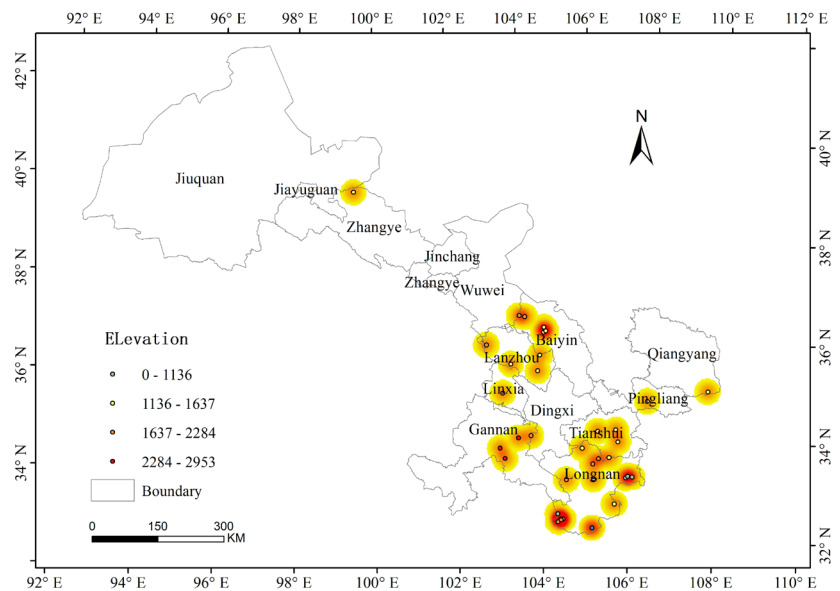 92° E 94° E 96° E 98° E 100° E 102° E 104° E 106° E 108° E 110° E 112° E
42° N
40° N
38° N
36° N
34° N
40° N
38° N
36° N
34° N
32° N
N
Jiuquan
Jiayuguan
Zhangye
Jinchang
Zhangye
Wuwei
Baiyin
Lanzhou
Qiangyang
Linxia
Pingliang
Dingxi
Gannan
Tianshui
Longnan
ELevation
0 - 1136
1136 - 1637
1637 - 2284
2284 - 2953
Boundary
0 150 300
KM
92° E 94° E 96° E 98° E 100° E 102° E 104° E 106° E 108° E 110° E